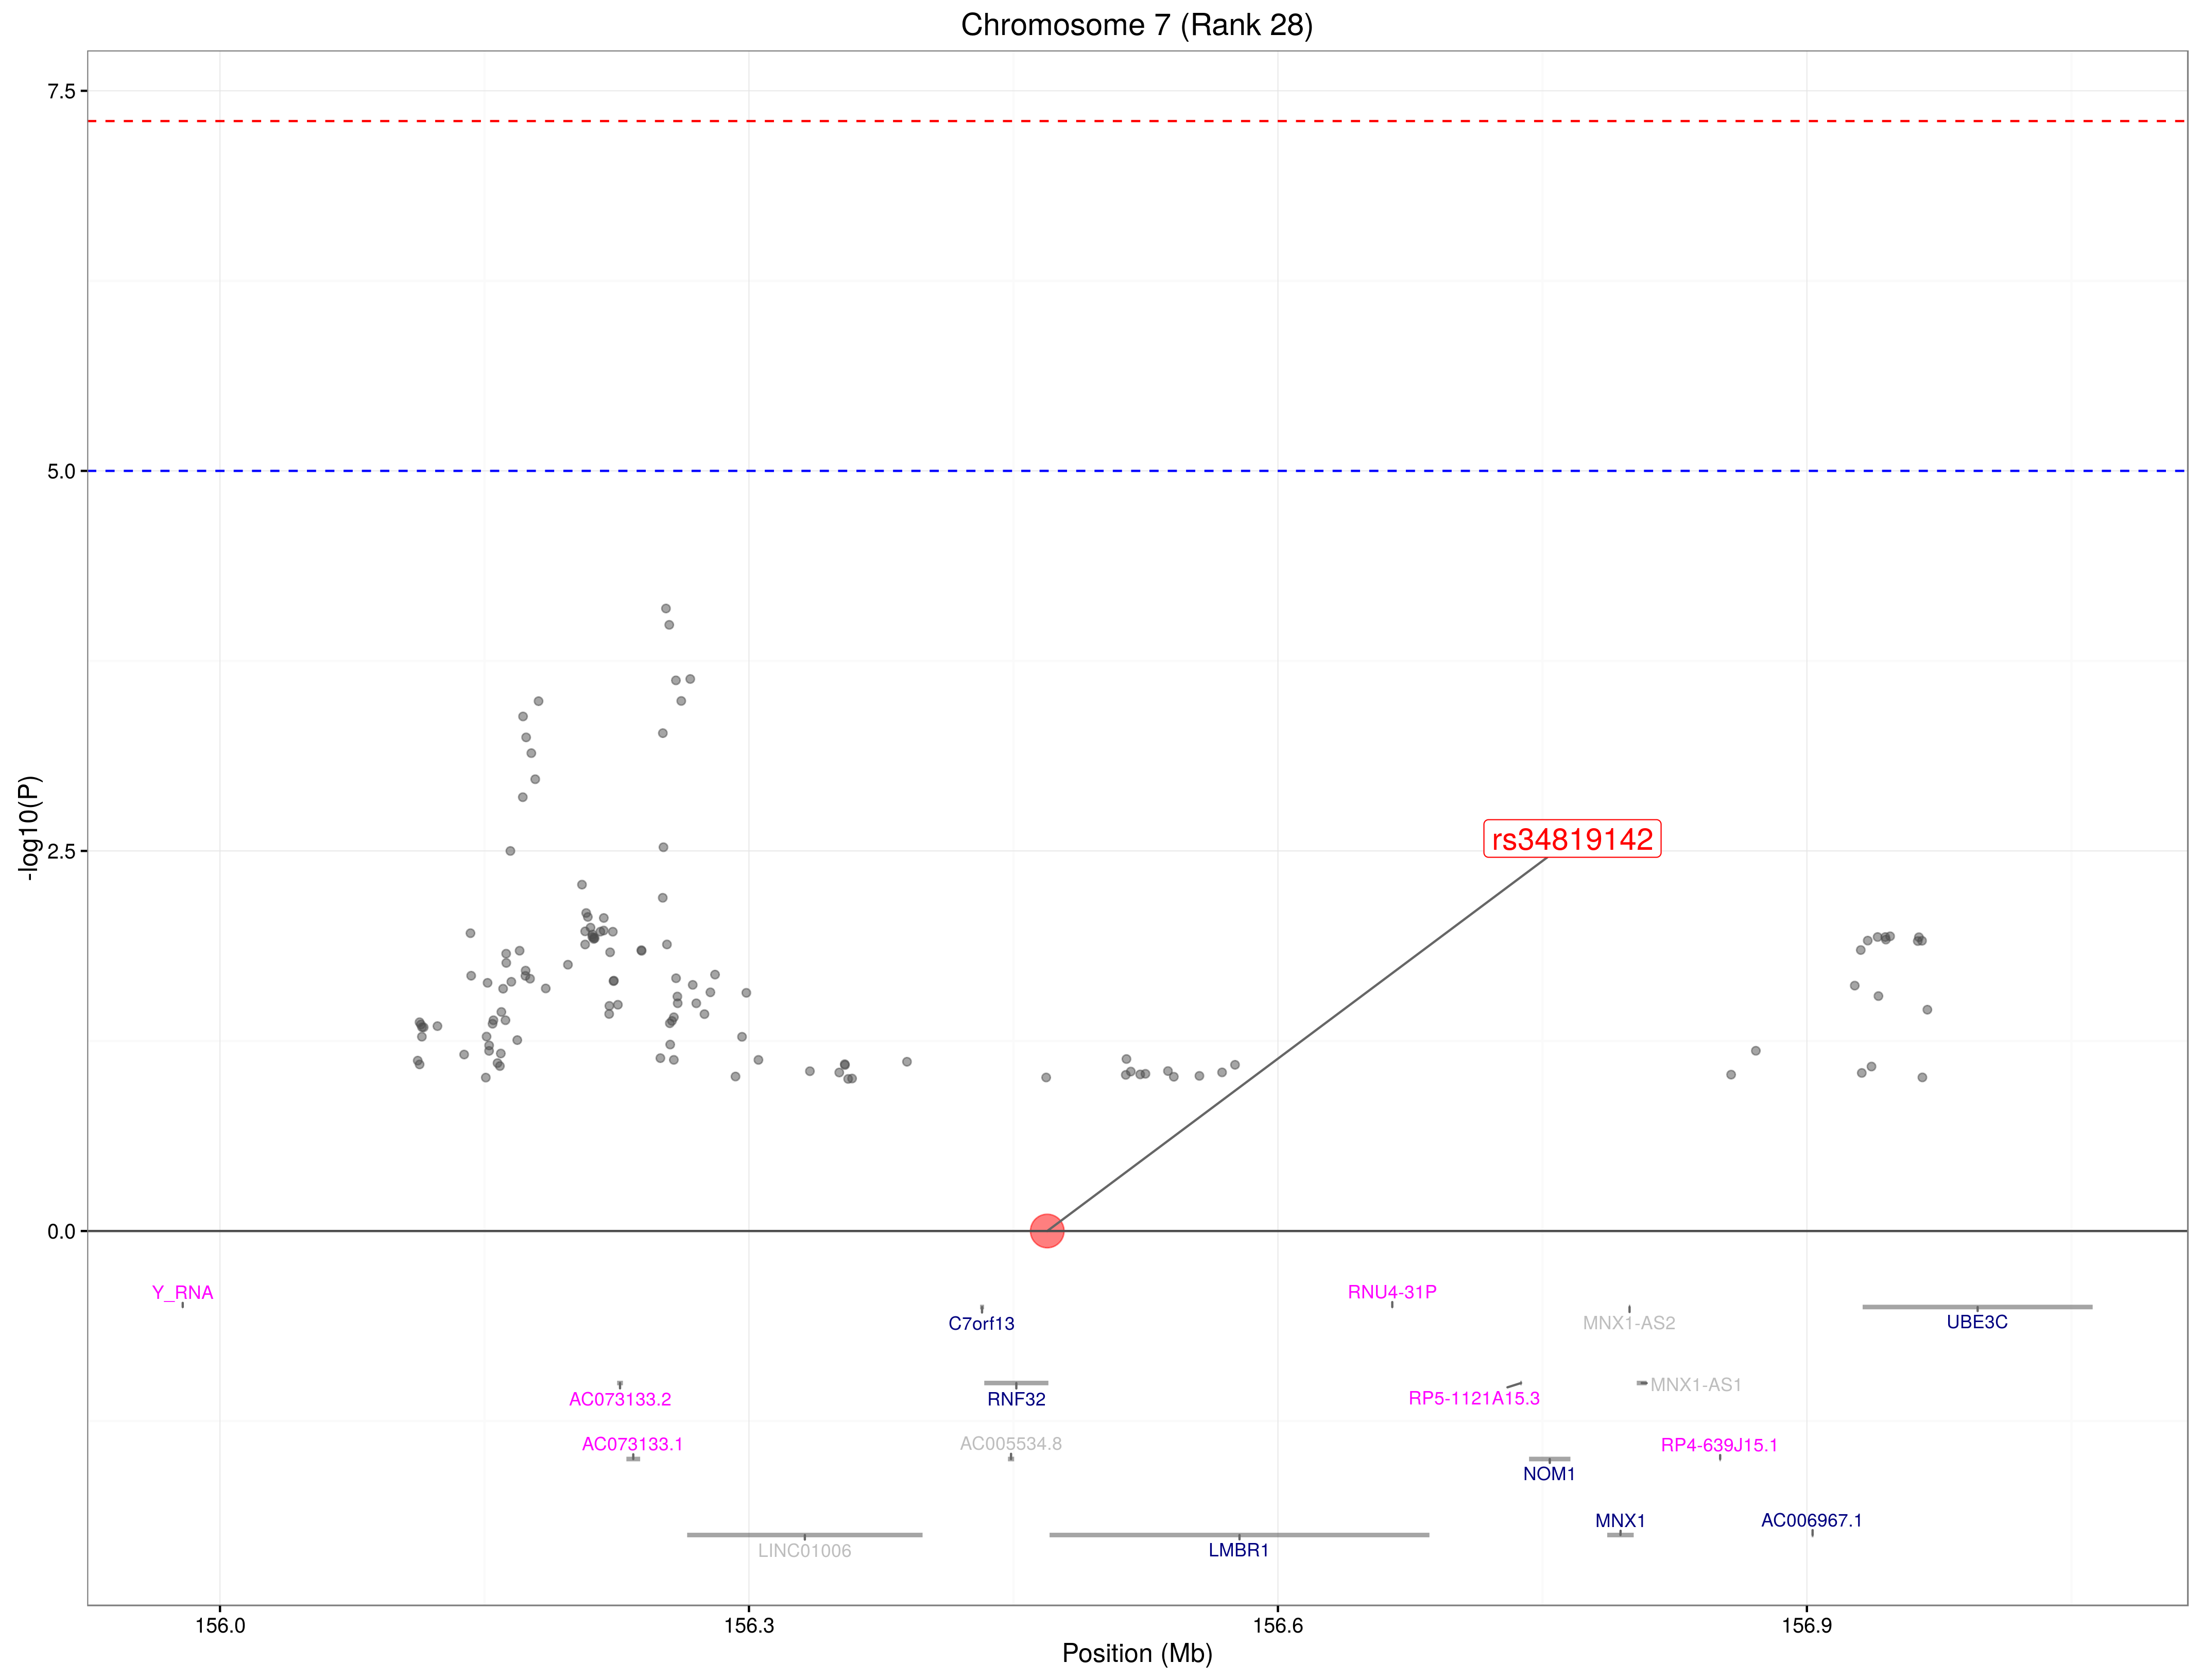 Chromosome 7 (Rank 28)
7.5
5.0
2.5
0.0
-log10(P)
rs34819142
Y_RNA
RNU4-31P
C7orf13
MNX1-AS2
UBE3C
AC073133.2
RNF32
RP5-1121A15.3
MNX1-AS1
AC073133.1
AC005534.8
RP4-639J15.1
NOM1
MNX1
AC006967.1
LINC01006
LMBR1
156.0
156.3
156.6
156.9
Position (Mb)